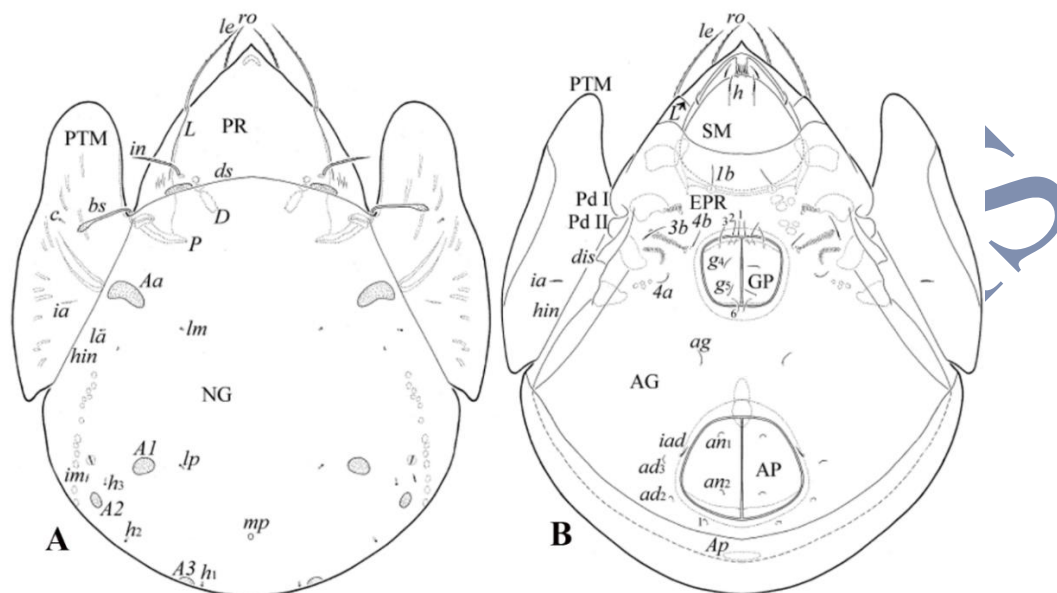 ro
le
PTM
L
PR
in
ds
c
bs
D
P
Aa
ia
lm
la
hin
NG
A1
lp
im
h3
A2
A
h2
mp
A3 h1
ro
le
PTM
h
L
SM
1b
Pd I
EPR
Pd II
3b
4b
3 2 1
dis
g4
GP
g5
ia
4a
hin
6
ag
AG
iad
an1
ad3
AP
an2
ad2
1
B
Ap
S